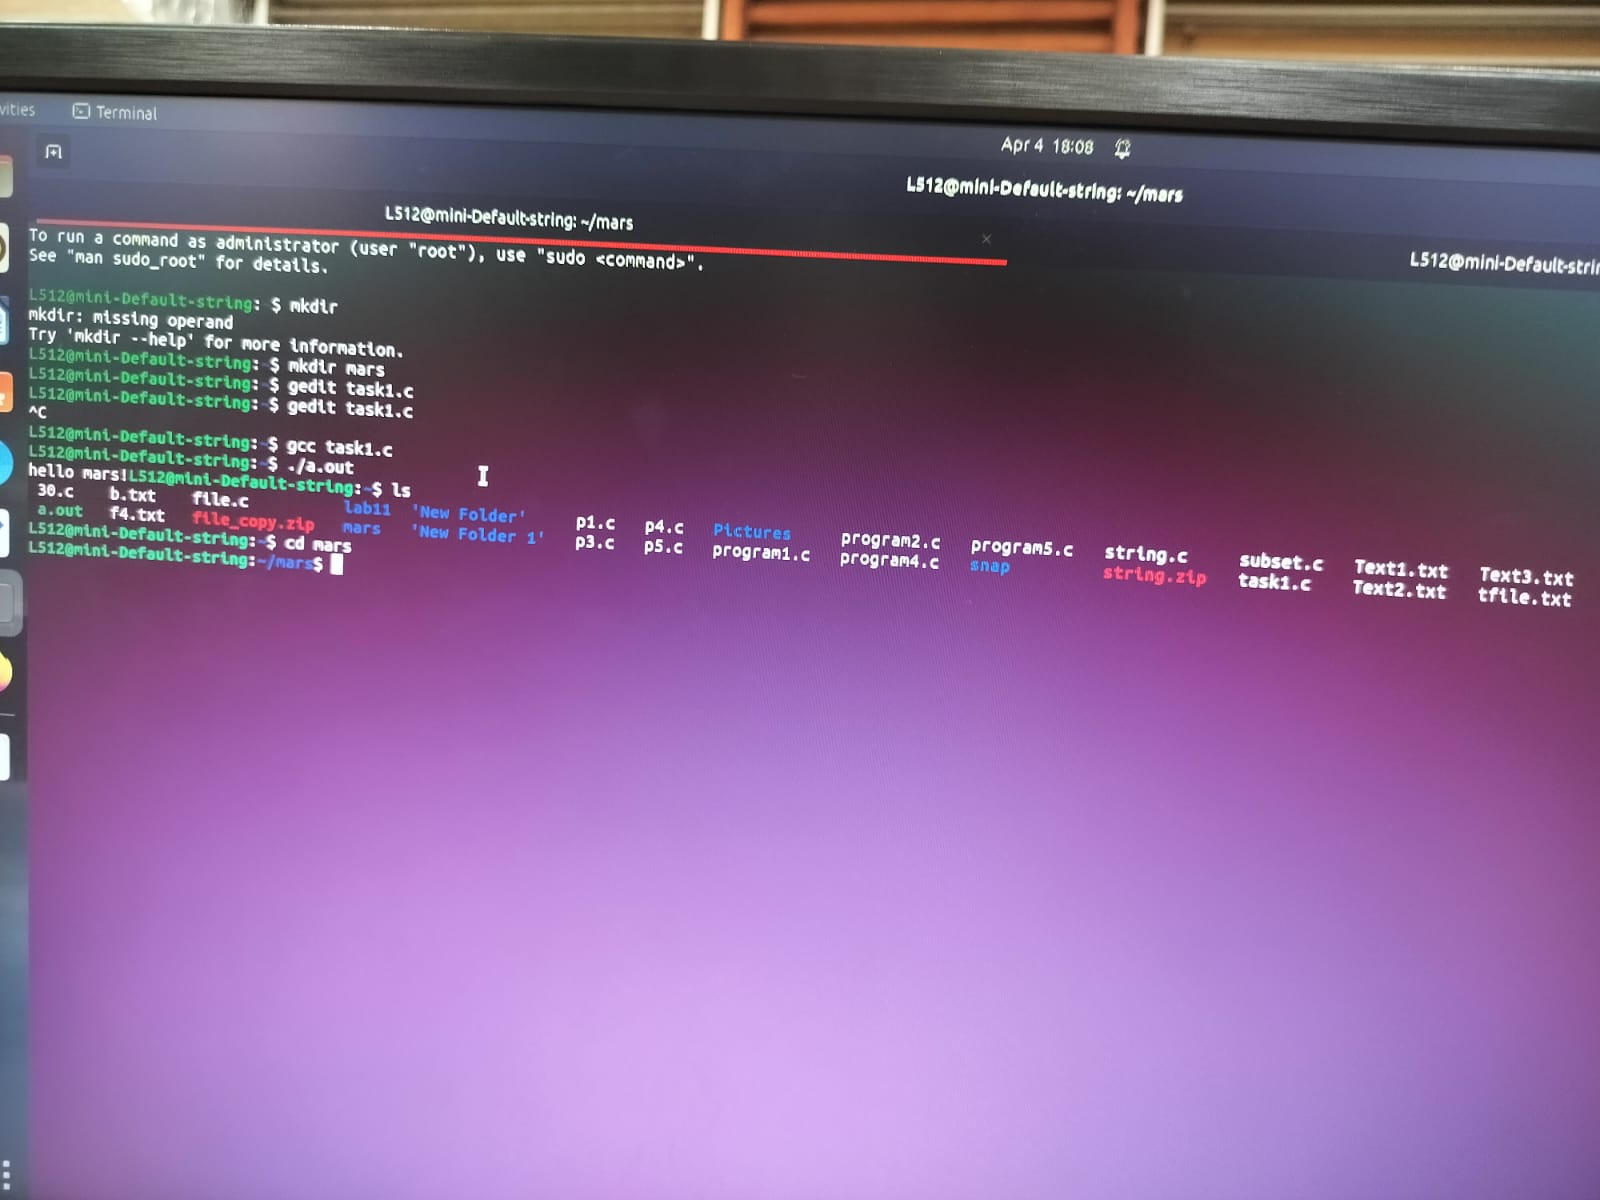 vities
Terminal
Apr 4 18:08
L512@mini-Default-string: ~/mars
L512@mini-Default-string: ~/mars
L512@mini-Default-strin
To run a command as administrator (user "root"), use "sudo <command>".
See "man sudo_root" for details.
L512@mini-Default-string: $ mkdir
mkdir: missing operand
Try 'mkdir --help' for more information.
L512@mini-Default-string:~$ mkdir mars
L512@mini-Default-string:~$ gedit task1.c
L512@mini-Default-string:~$ gedit task1.c
^C
L512@mini-Default-string:~$ gcc task1.c
L512@mini-Default-string:~$ ./a.out
hello mars!L512@mini-Default-string:~$ ls
30.c b.txt file.c lab11 'New Folder' p1.c p4.c Pictures program2.c program5.c string.c subset.c Text1.txt Text3.txt
a.out f4.txt file_copy.zip mars 'New Folder 1' p3.c p5.c program1.c program4.c snap string.zip task1.c Text2.txt tfile.txt
L512@mini-Default-string:~$ cd mars
L512@mini-Default-string:~/mars$